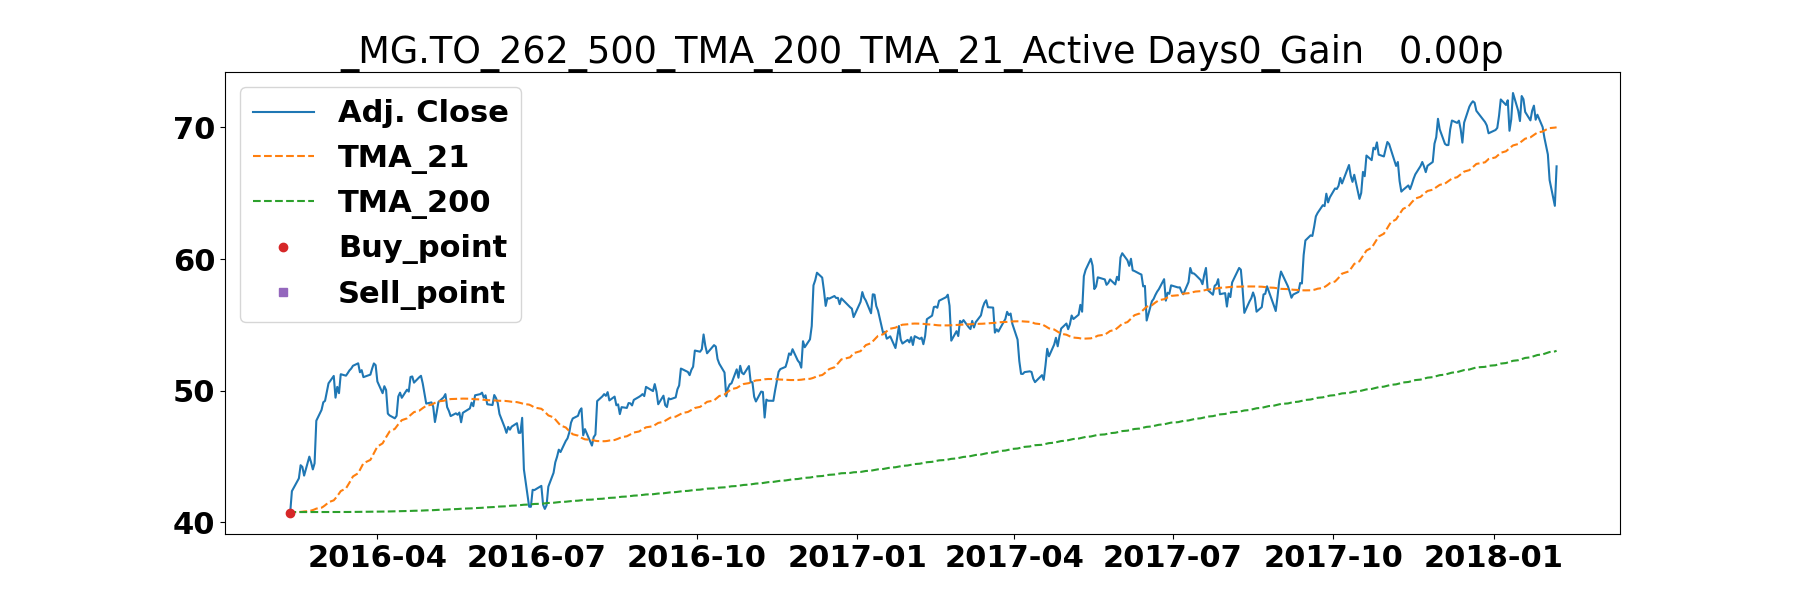 _MG.TO_262_500_TMA_200_TMA_21_Active Days0_Gain   0.00p
Adj. Close
TMA_21
TMA_200
Buy_point
Sell_point
70
60
50
40
2016-04 2016-07 2016-10 2017-01 2017-04 2017-07 2017-10 2018-01